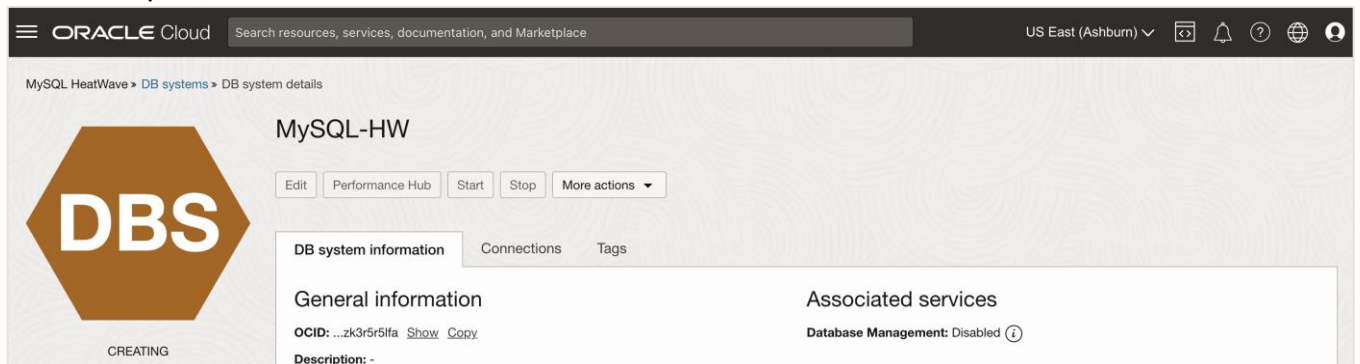 ORACLE Cloud Search resources, services, documentation, and Marketplace US East (Ashburn)
MySQL HeatWave » DB systems » DB system details
MySQL-HW
Edit Performance Hub Start Stop More actions
DBS
DB system information Connections Tags
General information Associated services
OCID: ...zk3r5r5lfa Show Copy Database Management: Disabled
CREATING
Description: -